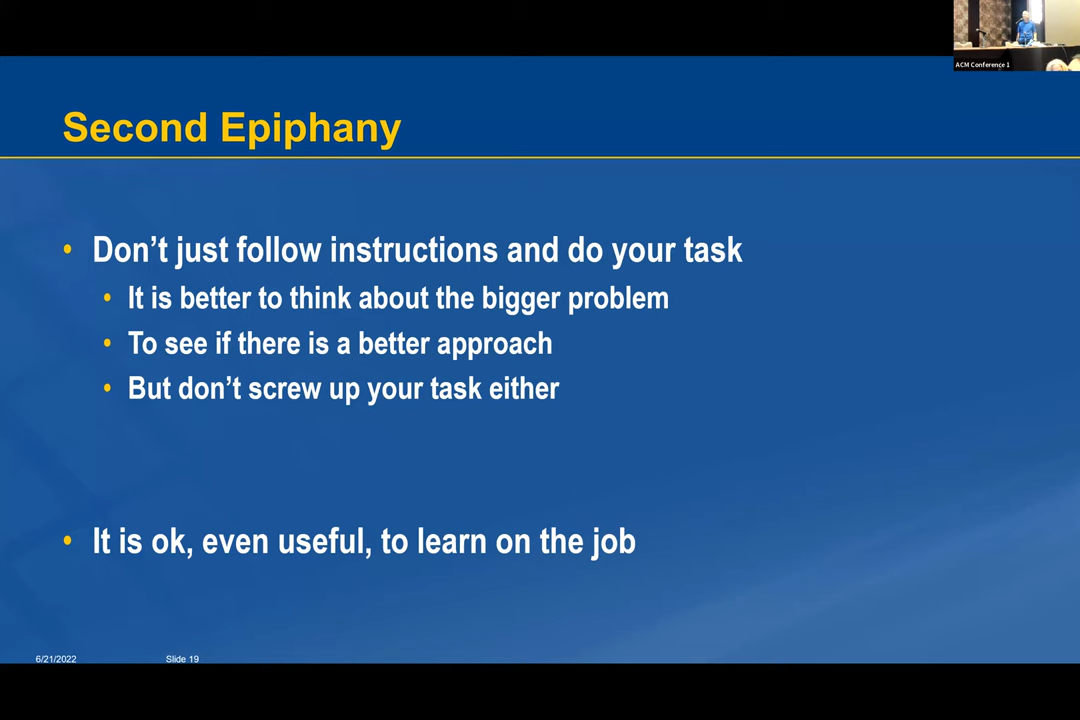 ACM Conference 1
Second Epiphany
• Don’t just follow instructions and do your task
• It is better to think about the bigger problem
• To see if there is a better approach
• But don’t screw up your task either
• It is ok, even useful, to learn on the job
6/21/2022 Slide 19